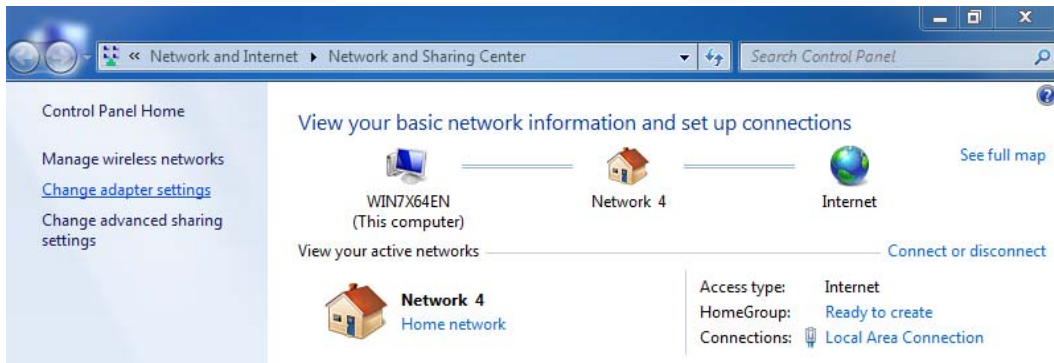 « Network and Internet ▸ Network and Sharing Center
Search Control Panel
Control Panel Home
Manage wireless networks
Change adapter settings
Change advanced sharing
settings
View your basic network information and set up connections
See full map
WIN7X64EN
(This computer)
Network 4
Internet
View your active networks
Connect or disconnect
Network 4
Home network
Access type: Internet
HomeGroup: Ready to create
Connections: Local Area Connection